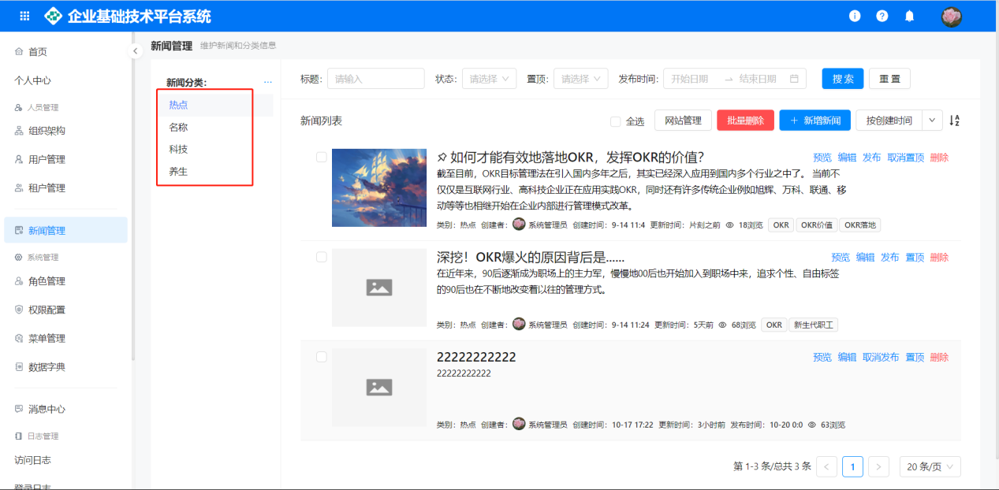 企业基础技术平台系统
首页
个人中心
人员管理
组织架构
用户管理
租户管理
新闻管理
系统管理
角色管理
权限配置
菜单管理
数据字典
消息中心
日志管理
访问日志
登录日志
新闻管理 维护新闻和分类信息
新闻分类： ...
热点
名称
科技
养生
标题： 请输入 状态： 请选择 置顶： 请选择 发布时间： 开始日期 → 结束日期 搜 索 重 置
新闻列表 全选 网站管理 批量删除 + 新增新闻 按创建时间
如何才能有效地落地OKR，发挥OKR的价值？ 预览 编辑 发布 取消置顶 删除
截至目前，OKR目标管理法在引入国内多年之后，其实已经深入应用到国内多个行业之中了。 当前不
仅仅是互联网行业、高科技企业正在应用实践OKR，同时还有许多传统企业例如旭辉、万科、联通、移
动等等也相继开始在企业内部进行管理模式改革。
类别： 热点 创建者： 系统管理员 创建时间： 9-14 11:4 更新时间： 片刻之前 18浏览 OKR OKR价值 OKR落地
深挖！OKR爆火的原因背后是...... 预览 编辑 发布 置顶 删除
在近年来，90后逐渐成为职场上的主力军，慢慢地00后也开始加入到职场中来，追求个性、自由标签
的90后也在不断地改变着以往的管理方式。
类别： 热点 创建者： 系统管理员 创建时间： 9-14 11:24 更新时间： 5天前 68浏览 OKR 新生代职工
22222222222 预览 编辑 取消发布 置顶 删除
22222222222
类别： 热点 创建者： 系统管理员 创建时间： 10-17 17:22 更新时间： 3小时前 发布时间： 10-20 0:0 63浏览
第 1-3 条/总共 3 条 < 1 > 20 条/页